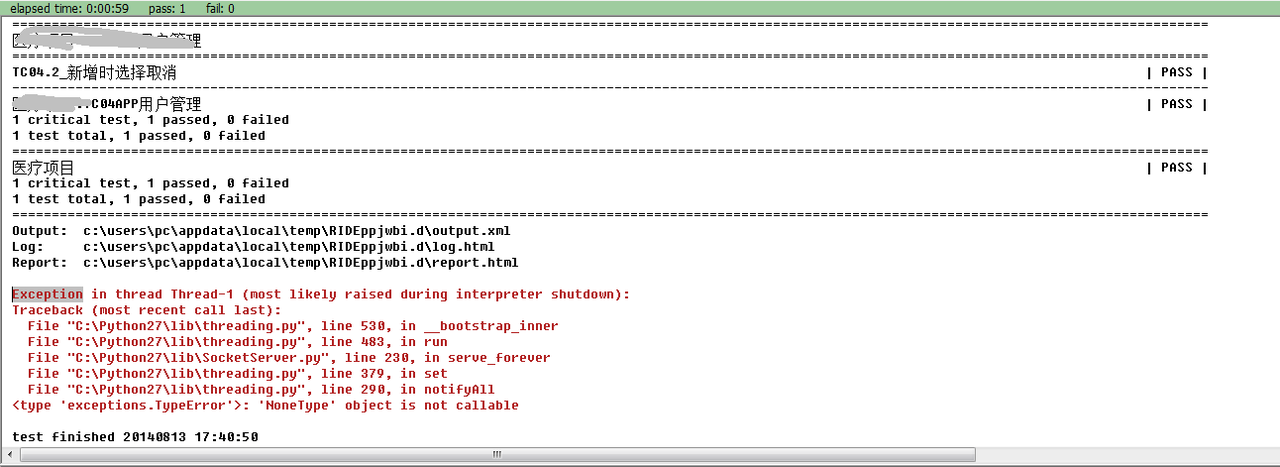 elapsed time: 0:00:59 pass: 1 fail: 0
==============================================================================
用户管理
==============================================================================
TC04.2_新增时选择取消 | PASS |
------------------------------------------------------------------------------
.C04APP用户管理 | PASS |
1 critical test, 1 passed, 0 failed
1 test total, 1 passed, 0 failed
==============================================================================
医疗项目 | PASS |
1 critical test, 1 passed, 0 failed
1 test total, 1 passed, 0 failed
==============================================================================
Output: c:\users\pc\appdata\local\temp\RIDEppjwbi.d\output.xml
Log: c:\users\pc\appdata\local\temp\RIDEppjwbi.d\log.html
Report: c:\users\pc\appdata\local\temp\RIDEppjwbi.d\report.html
Exception in thread Thread-1 (most likely raised during interpreter shutdown):
Traceback (most recent call last):
File "C:\Python27\lib\threading.py", line 530, in __bootstrap_inner
File "C:\Python27\lib\threading.py", line 483, in run
File "C:\Python27\lib\SocketServer.py", line 230, in serve_forever
File "C:\Python27\lib\threading.py", line 379, in set
File "C:\Python27\lib\threading.py", line 290, in notifyAll
<type 'exceptions.TypeError'>: 'NoneType' object is not callable
test finished 20140813 17:40:50